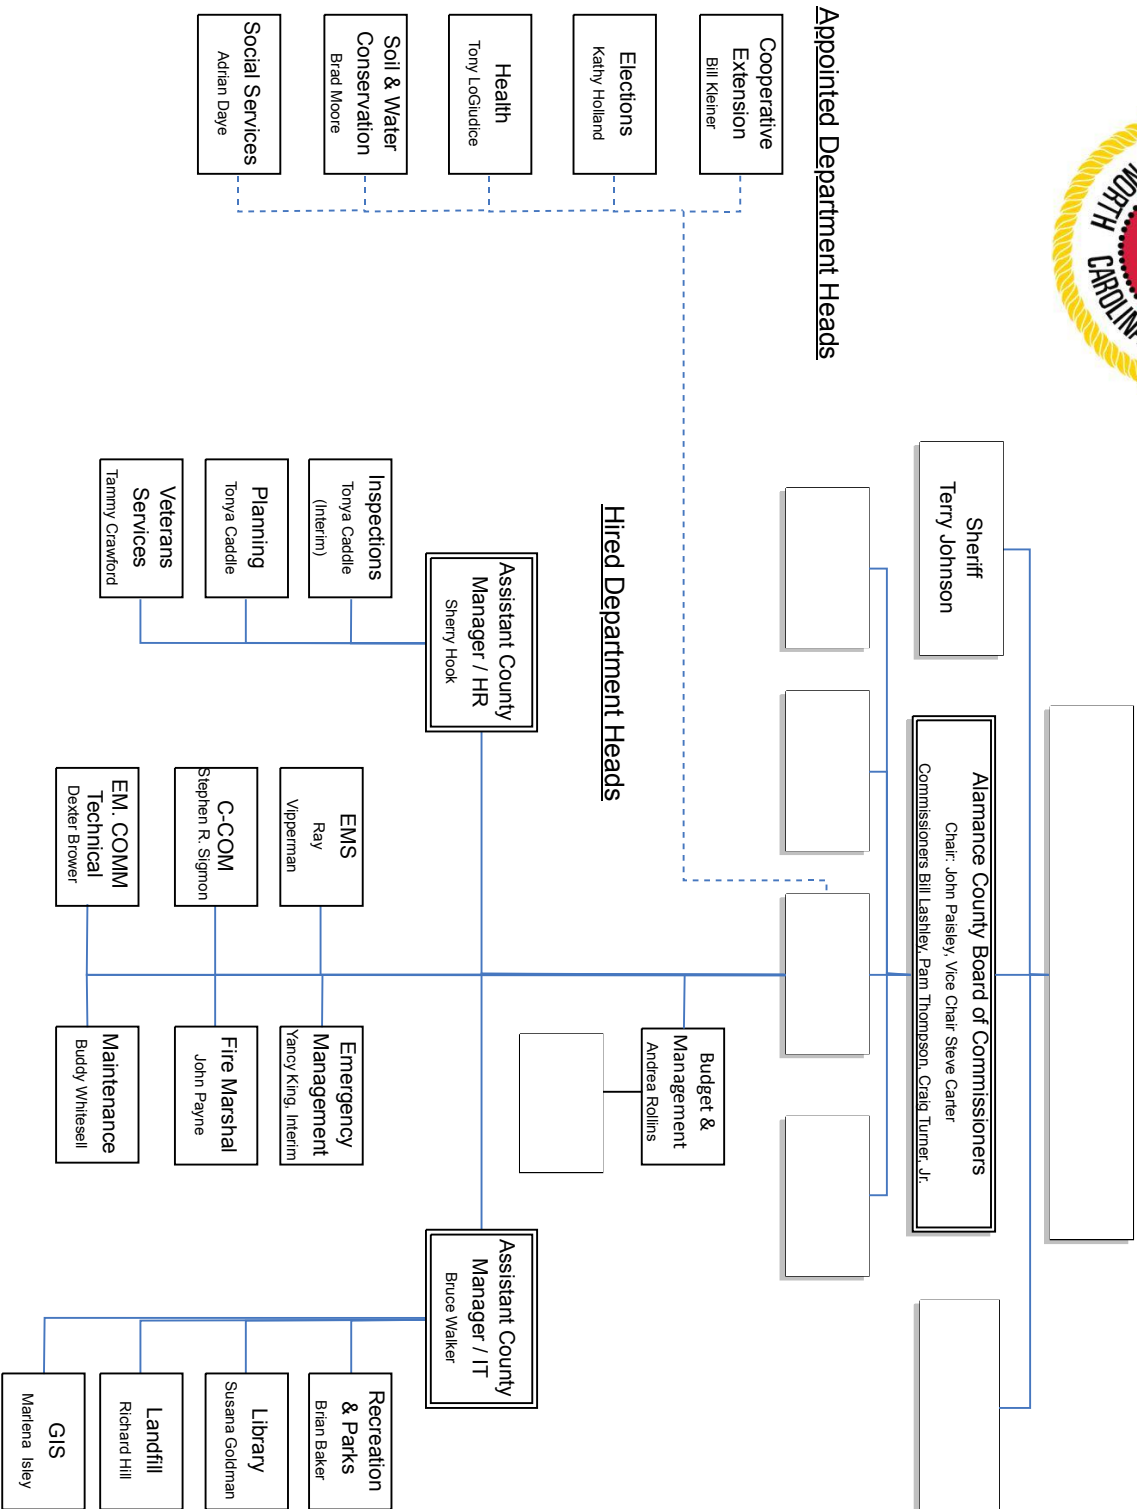 NORTH CAROLINA
Sheriff
Terry Johnson
Alamance County Board of Commissioners
Chair: John Paisley, Vice Chair Steve Carter
Commissioners Bill Lashley, Pam Thompson, Craig Turner, Jr.
Appointed Department Heads
Cooperative
Extension
Bill Kleiner
Elections
Kathy Holland
Health
Tony LoGiudice
Soil & Water
Conservation
Brad Moore
Social Services
Adrian Daye
Hired Department Heads
Budget &
Management
Andrea Rollins
Assistant County
Manager / HR
Sherry Hook
Inspections
Tonya Caddle
(Interim)
Planning
Tonya Caddle
Veterans
Services
Tammy Crawford
EMS
Ray
Vipperman
C-COM
Stephen R. Sigmon
EM. COMM
Technical
Dexter Brower
Emergency
Management
Yancy King, Interim
Fire Marshal
John Payne
Maintenance
Buddy Whitesell
Assistant County
Manager / IT
Bruce Walker
Recreation
& Parks
Brian Baker
Library
Susana Goldman
Landfill
Richard Hill
GIS
Marlena Isley